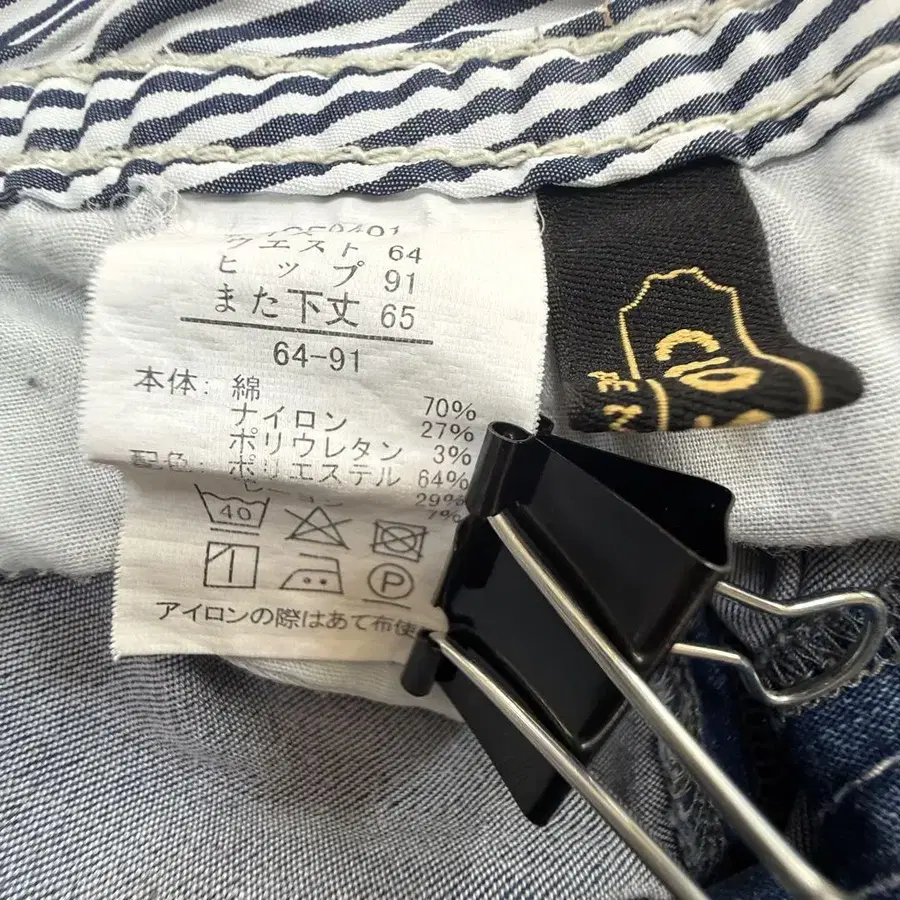 ウエスト 64
ヒップ 91
また下丈 65
64-91
本体: 綿 70%
ナイロン 27%
ポリウレタン 3%
配色: ポリエステル 64%
29%
7%
40
P
アイロンの際はあて布使
CIO